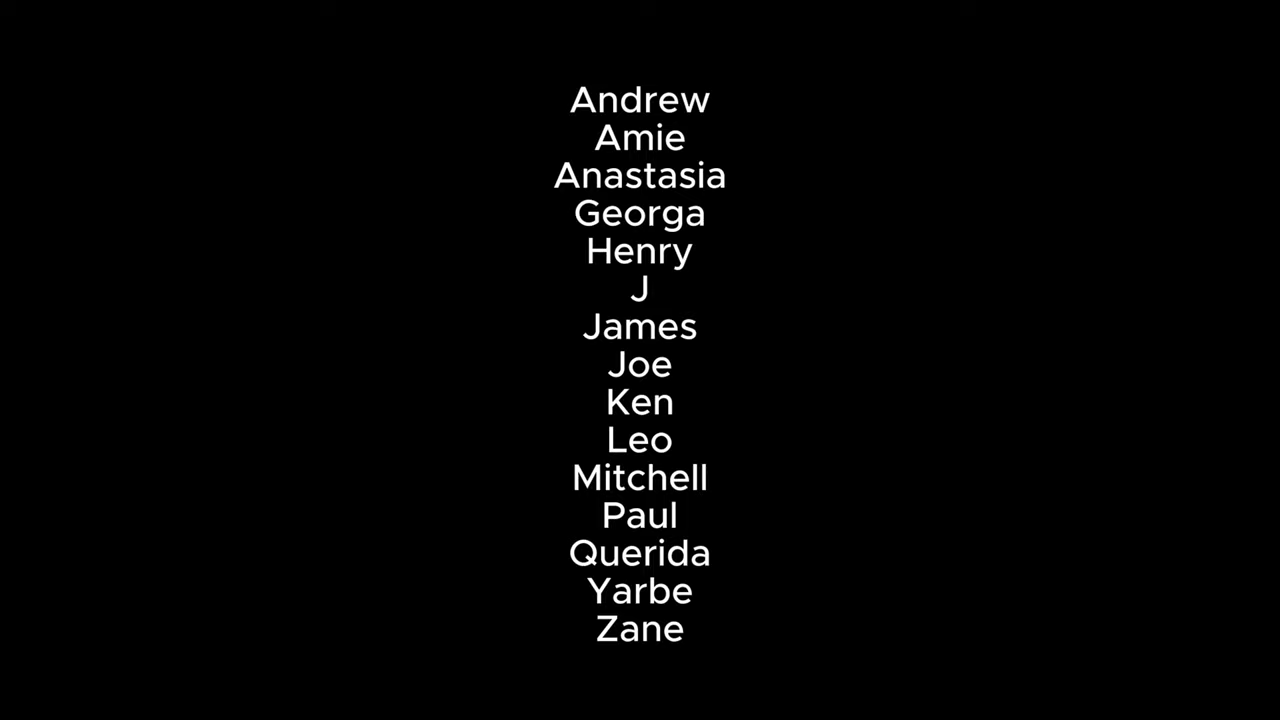 Andrew
Amie
Anastasia
Georga
Henry
J
James
Joe
Ken
Leo
Mitchell
Paul
Querida
Yarbe
Zane